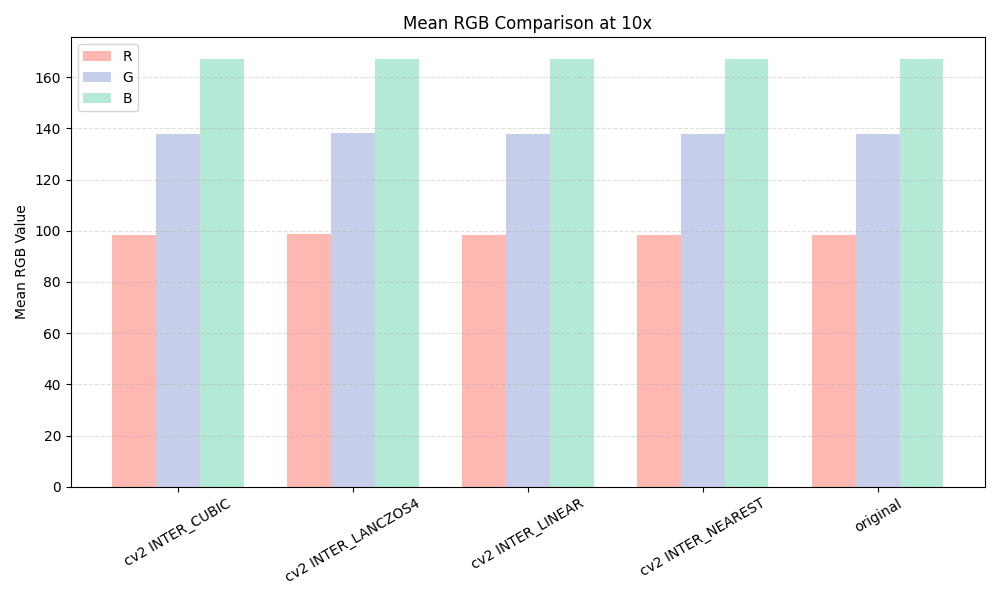 Mean RGB Comparison at 10x
R
G
B
Mean RGB Value
160
140
120
100
80
60
40
20
0
cv2 INTER_CUBIC
cv2 INTER_LANCZOS4
cv2 INTER_LINEAR
cv2 INTER_NEAREST
original